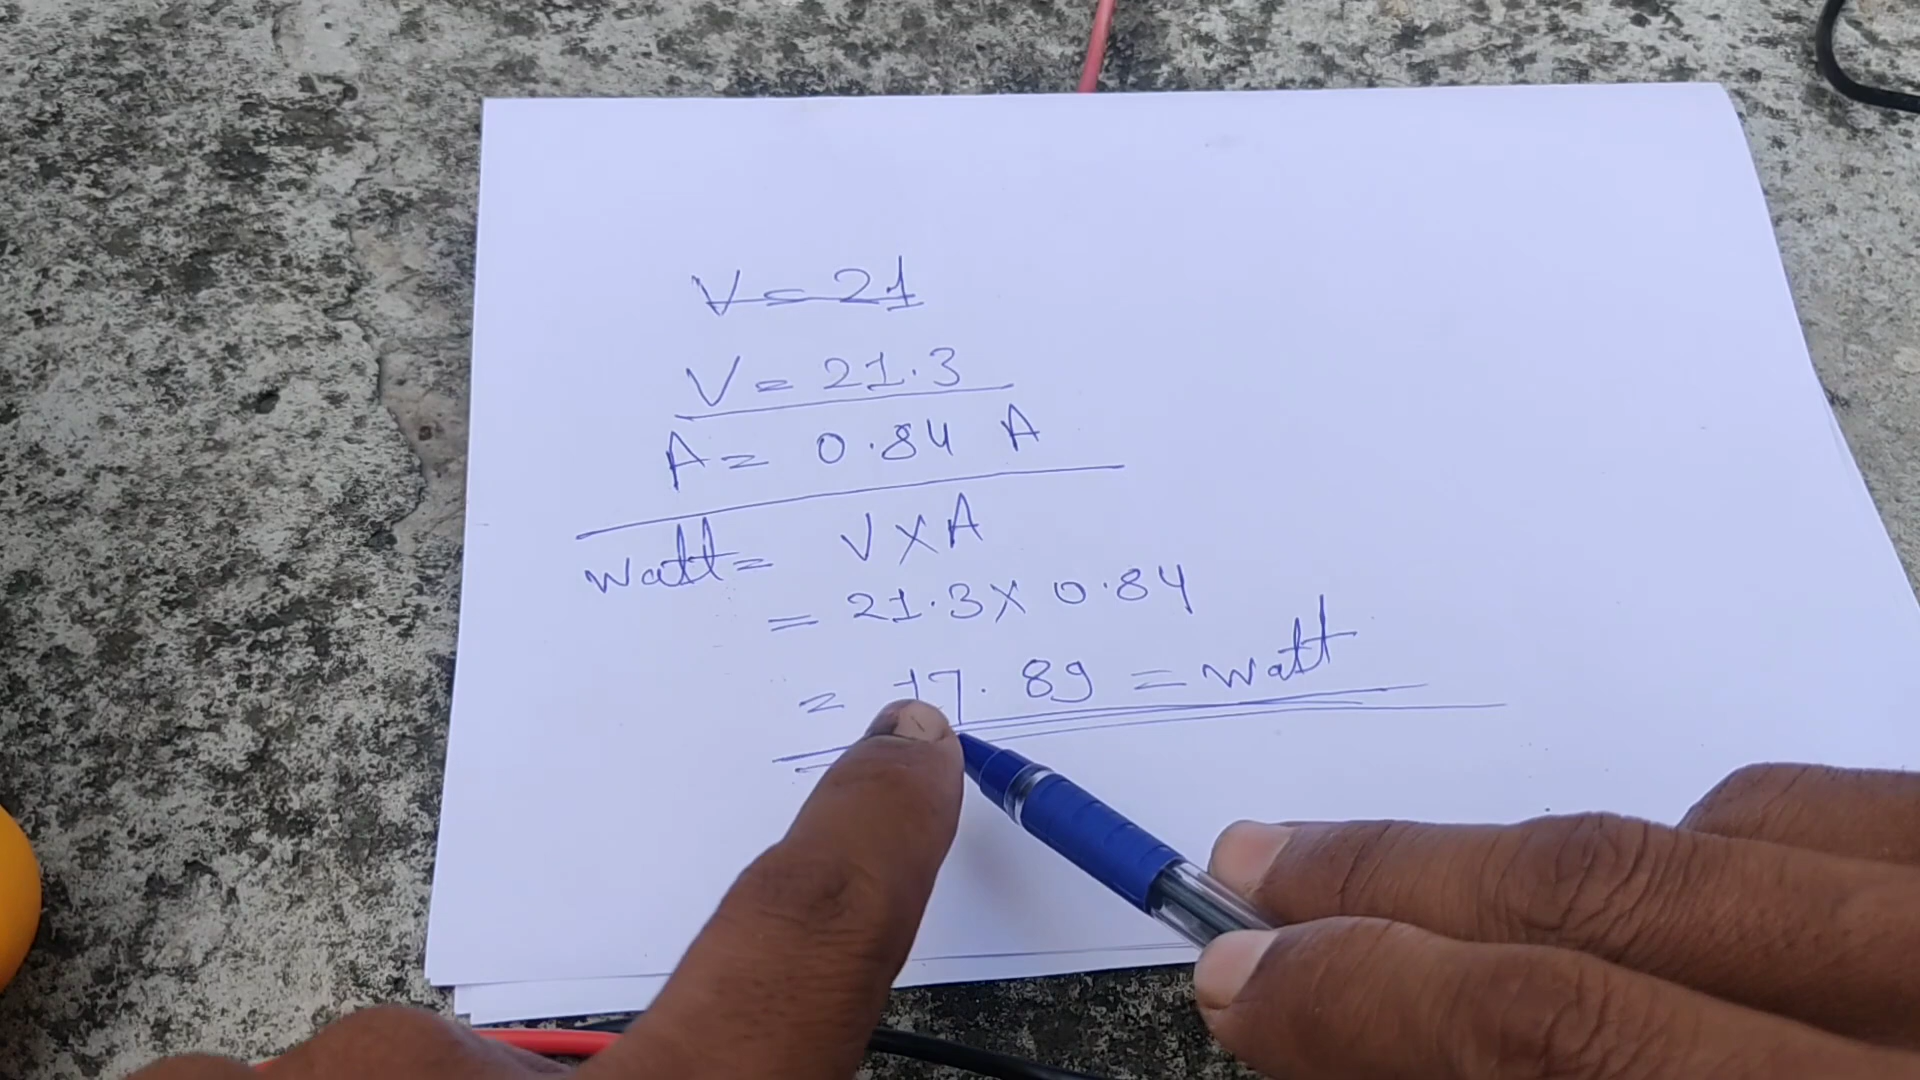 V = 21
V = 21.3
A = 0.84 A
watt = V X A
= 21.3 X 0.84
= 17.89 = watt